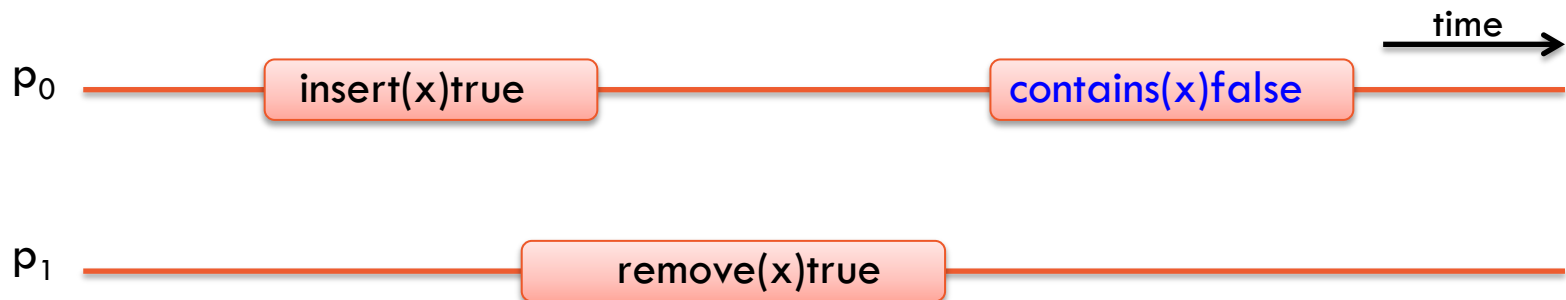 time
p₀ insert(x)true contains(x)false
p₁ remove(x)true